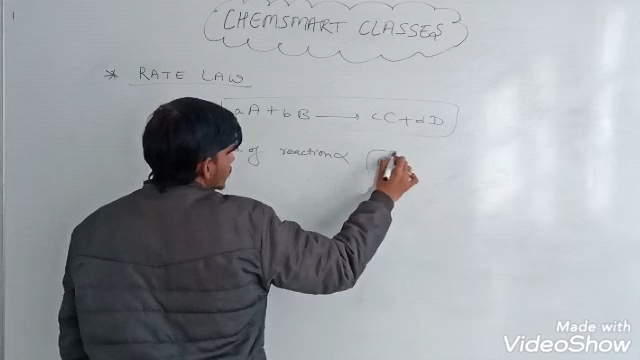 CHEMSMART CLASSES
* RATE LAW
aA + bB ⟶ cC + dD
of reaction ∝
Made with
VideoShow